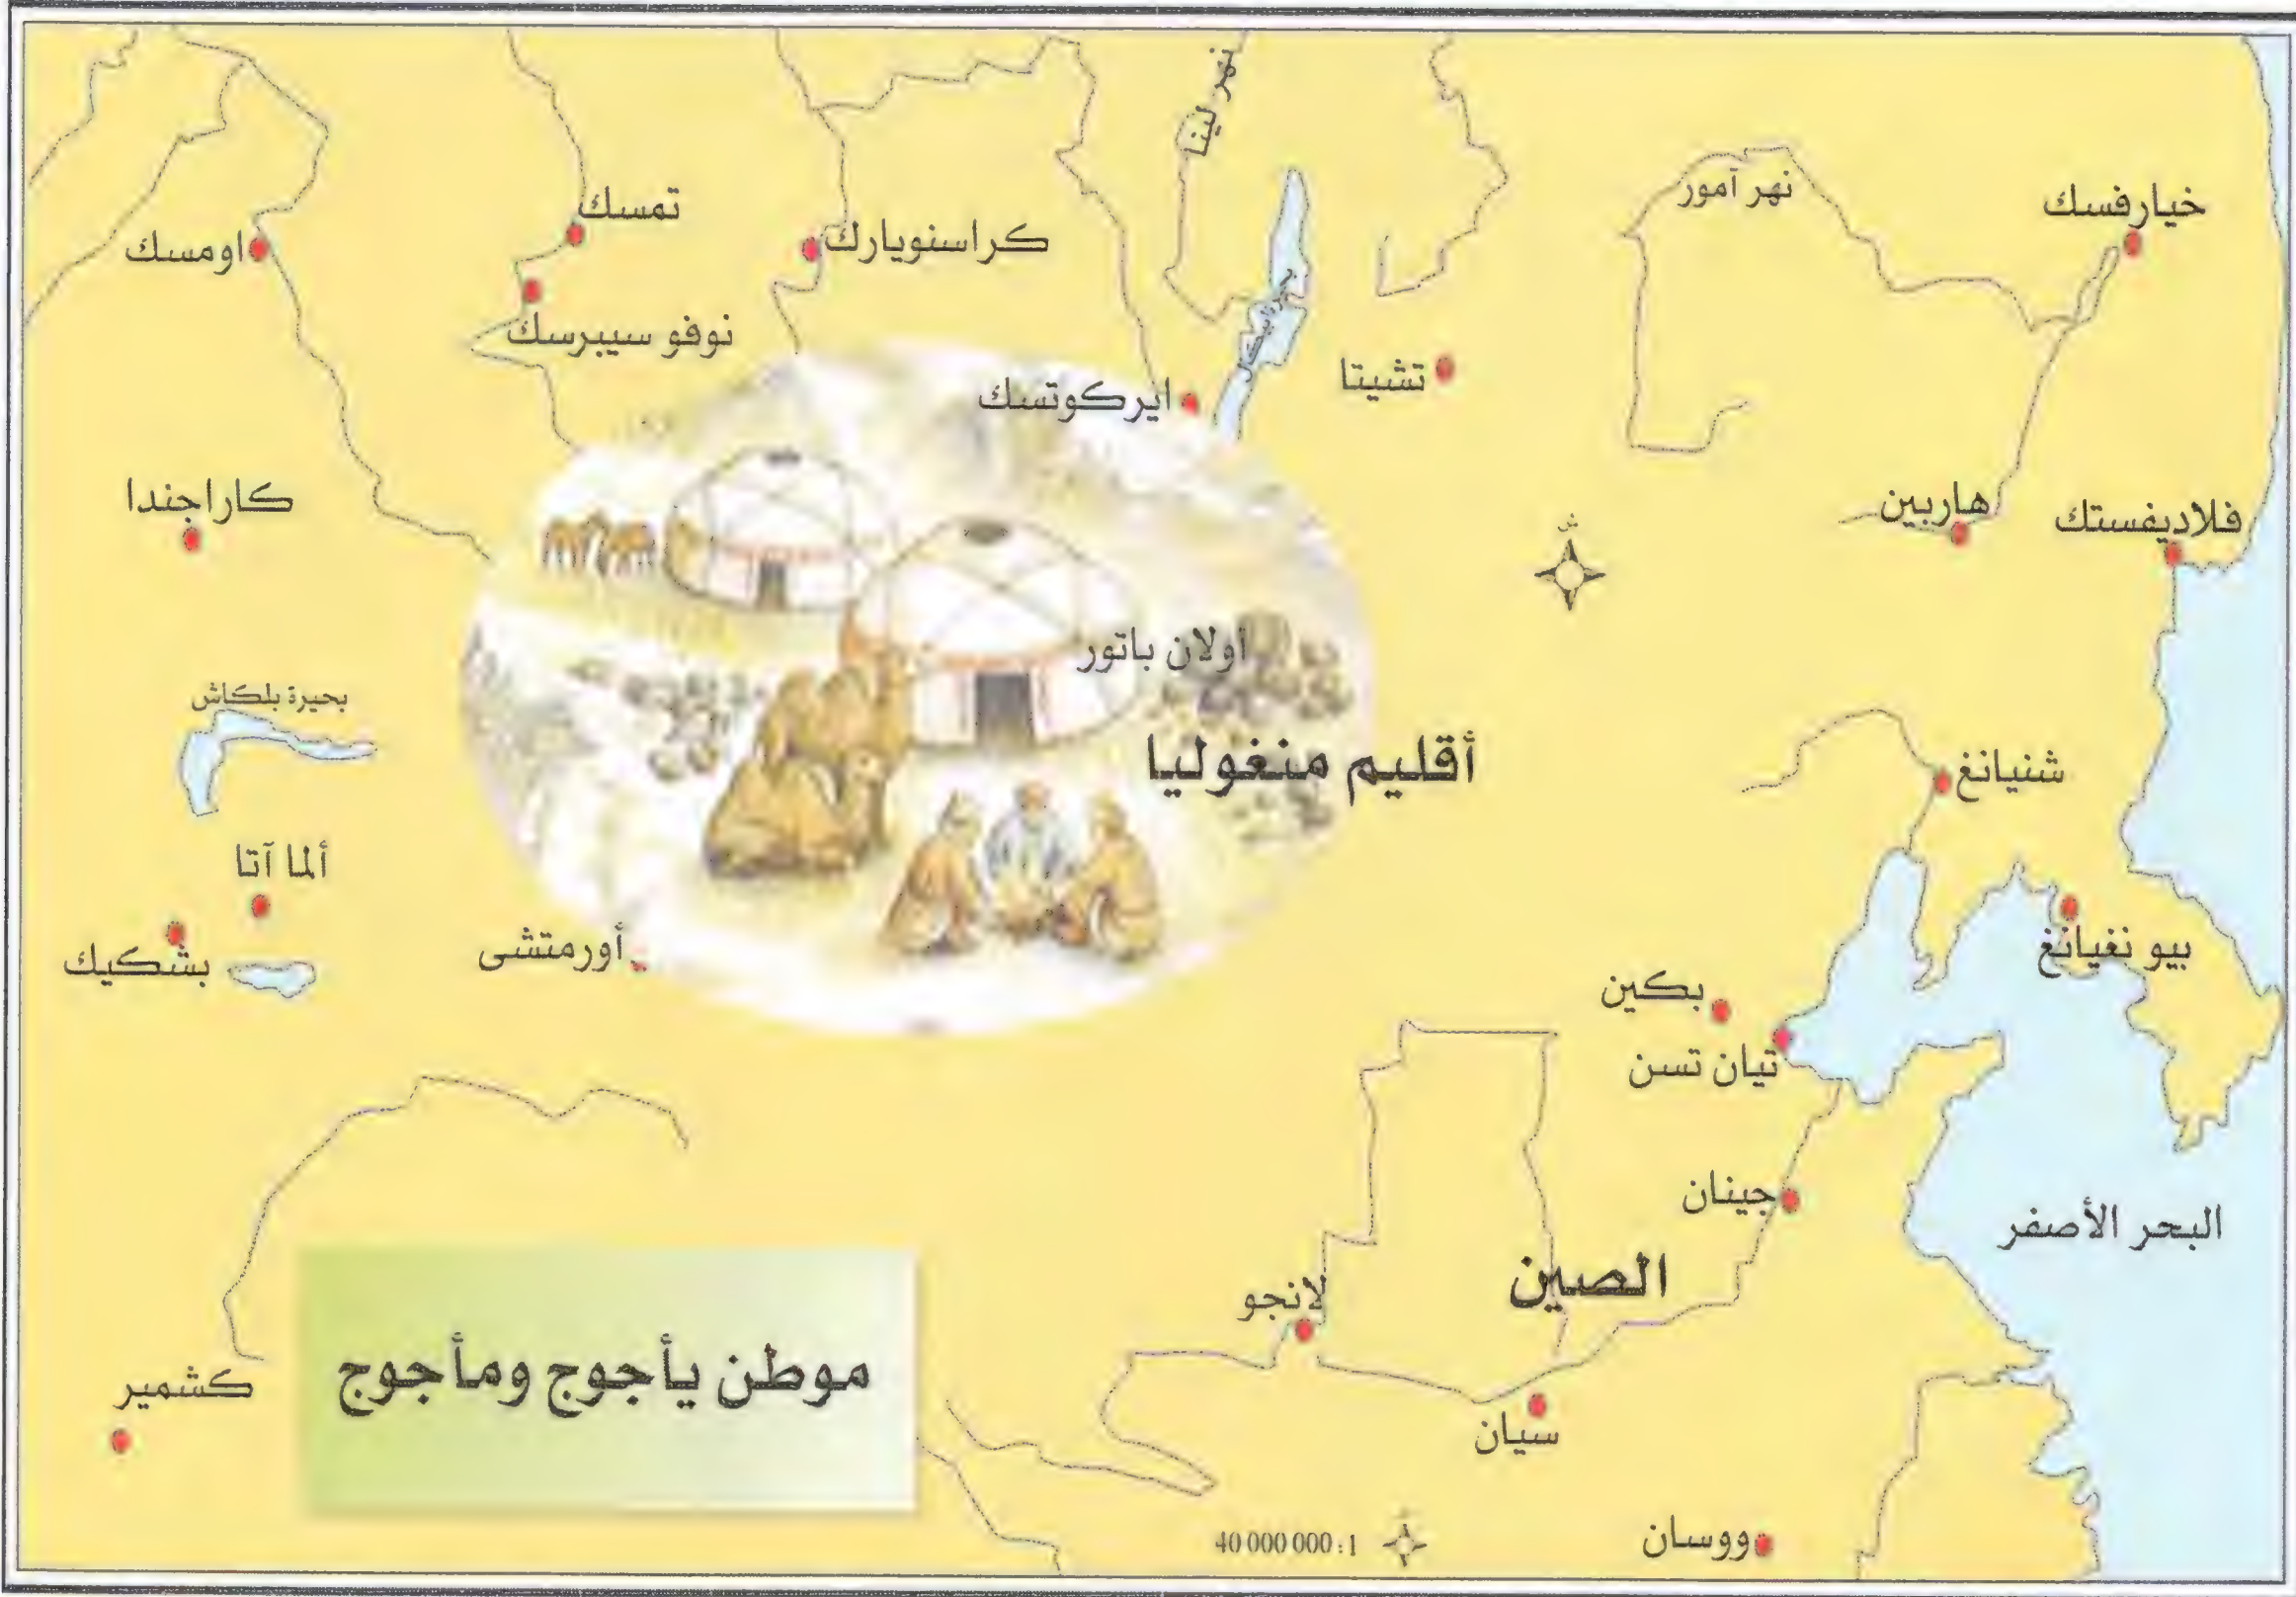 نهر لينا
نهر آمور
خيارفسك
تمسك
كراسنويارك
اومسك
نوفو سيبرسك
ايركوتسك
تشيتا
كاراجندا
هاربين
فلاديفستك
ش
أولان باتور
بحيرة بلكاش
أقليم منغوليا
شنيانغ
ألما آتا
بشكيك
أورمتشى
بيو نغيانغ
بكين
تيان تسن
جينان
البحر الأصفر
الصين
لانجو
موطن يأجوج ومأجوج
كشمير
سيان
ووسان
40 000 000:1